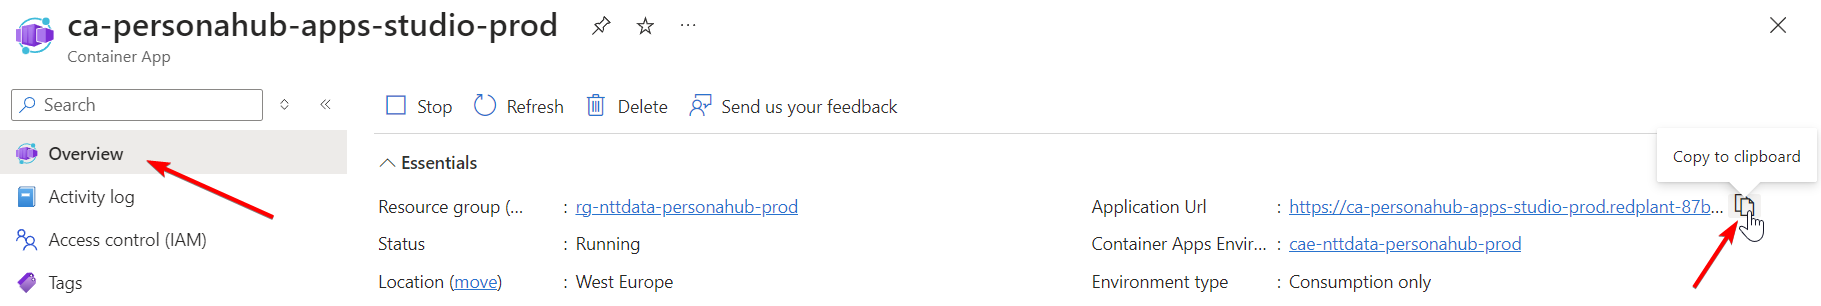 ca-personahub-apps-studio-prod
Container App
Search
Stop Refresh Delete Send us your feedback
Overview
Activity log
Access control (IAM)
Tags
Essentials
Copy to clipboard
Resource group (... : rg-nttdata-personahub-prod
Status : Running
Location (move) : West Europe
Application Url : https://ca-personahub-apps-studio-prod.redplant-87b...
Container Apps Envir... : cae-nttdata-personahub-prod
Environment type : Consumption only